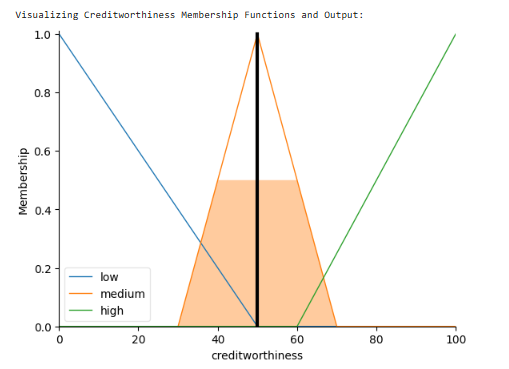 Visualizing Creditworthiness Membership Functions and Output:
1.0
0.8
0.6
0.4
0.2
0.0
Membership
low
medium
high
0 20 40 60 80 100
creditworthiness